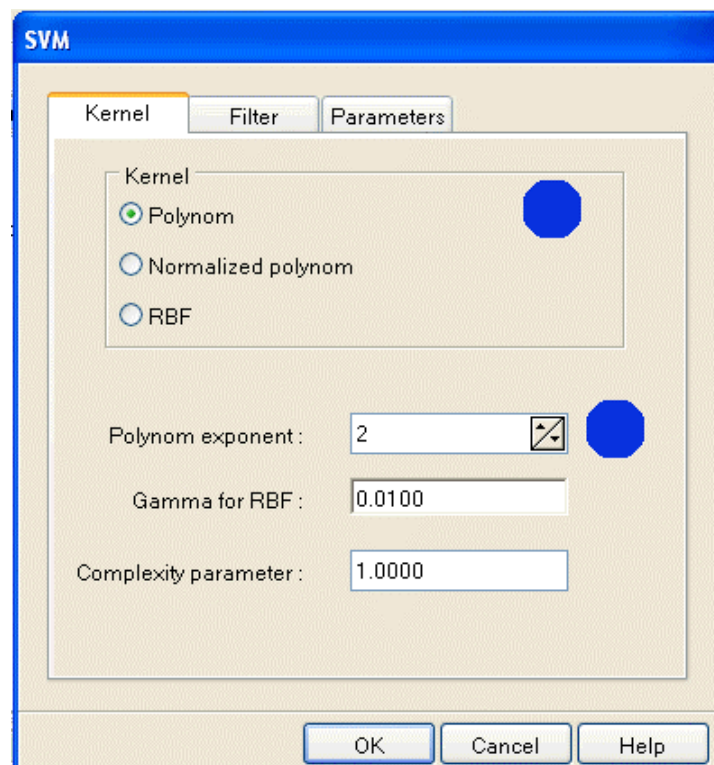 SVM
Kernel Filter Parameters
Kernel
Polynom
Normalized polynom
RBF
Polynom exponent : 2
Gamma for RBF : 0.0100
Complexity parameter : 1.0000
OK Cancel Help